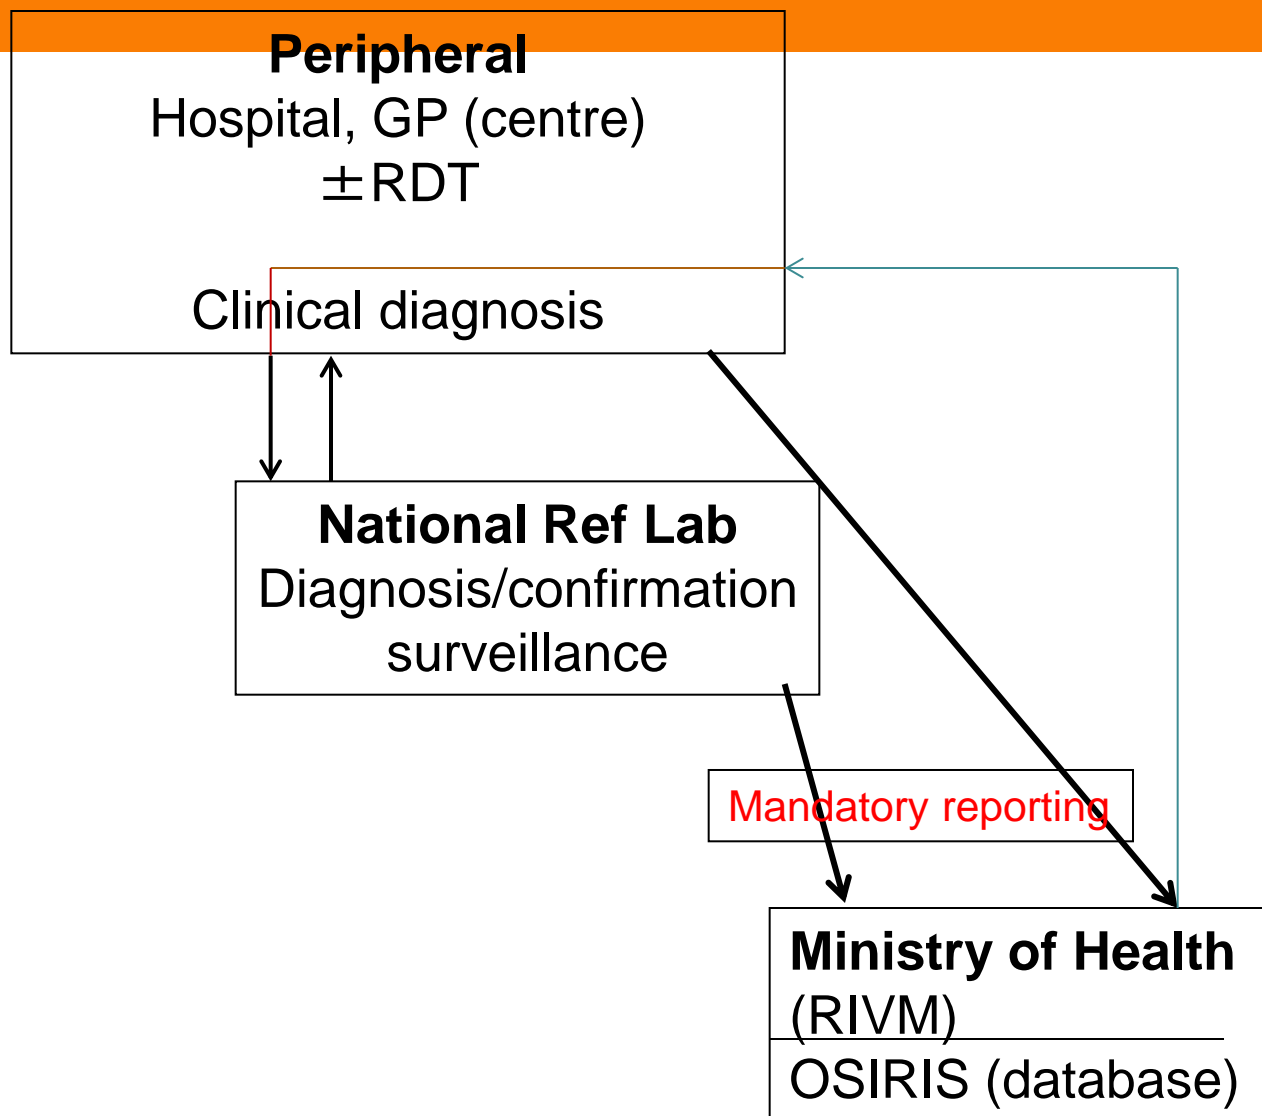 Peripheral
Hospital, GP (centre)
±RDT
Clinical diagnosis
National Ref Lab
Diagnosis/confirmation
surveillance
Mandatory reporting
Ministry of Health
(RIVM)
OSIRIS (database)